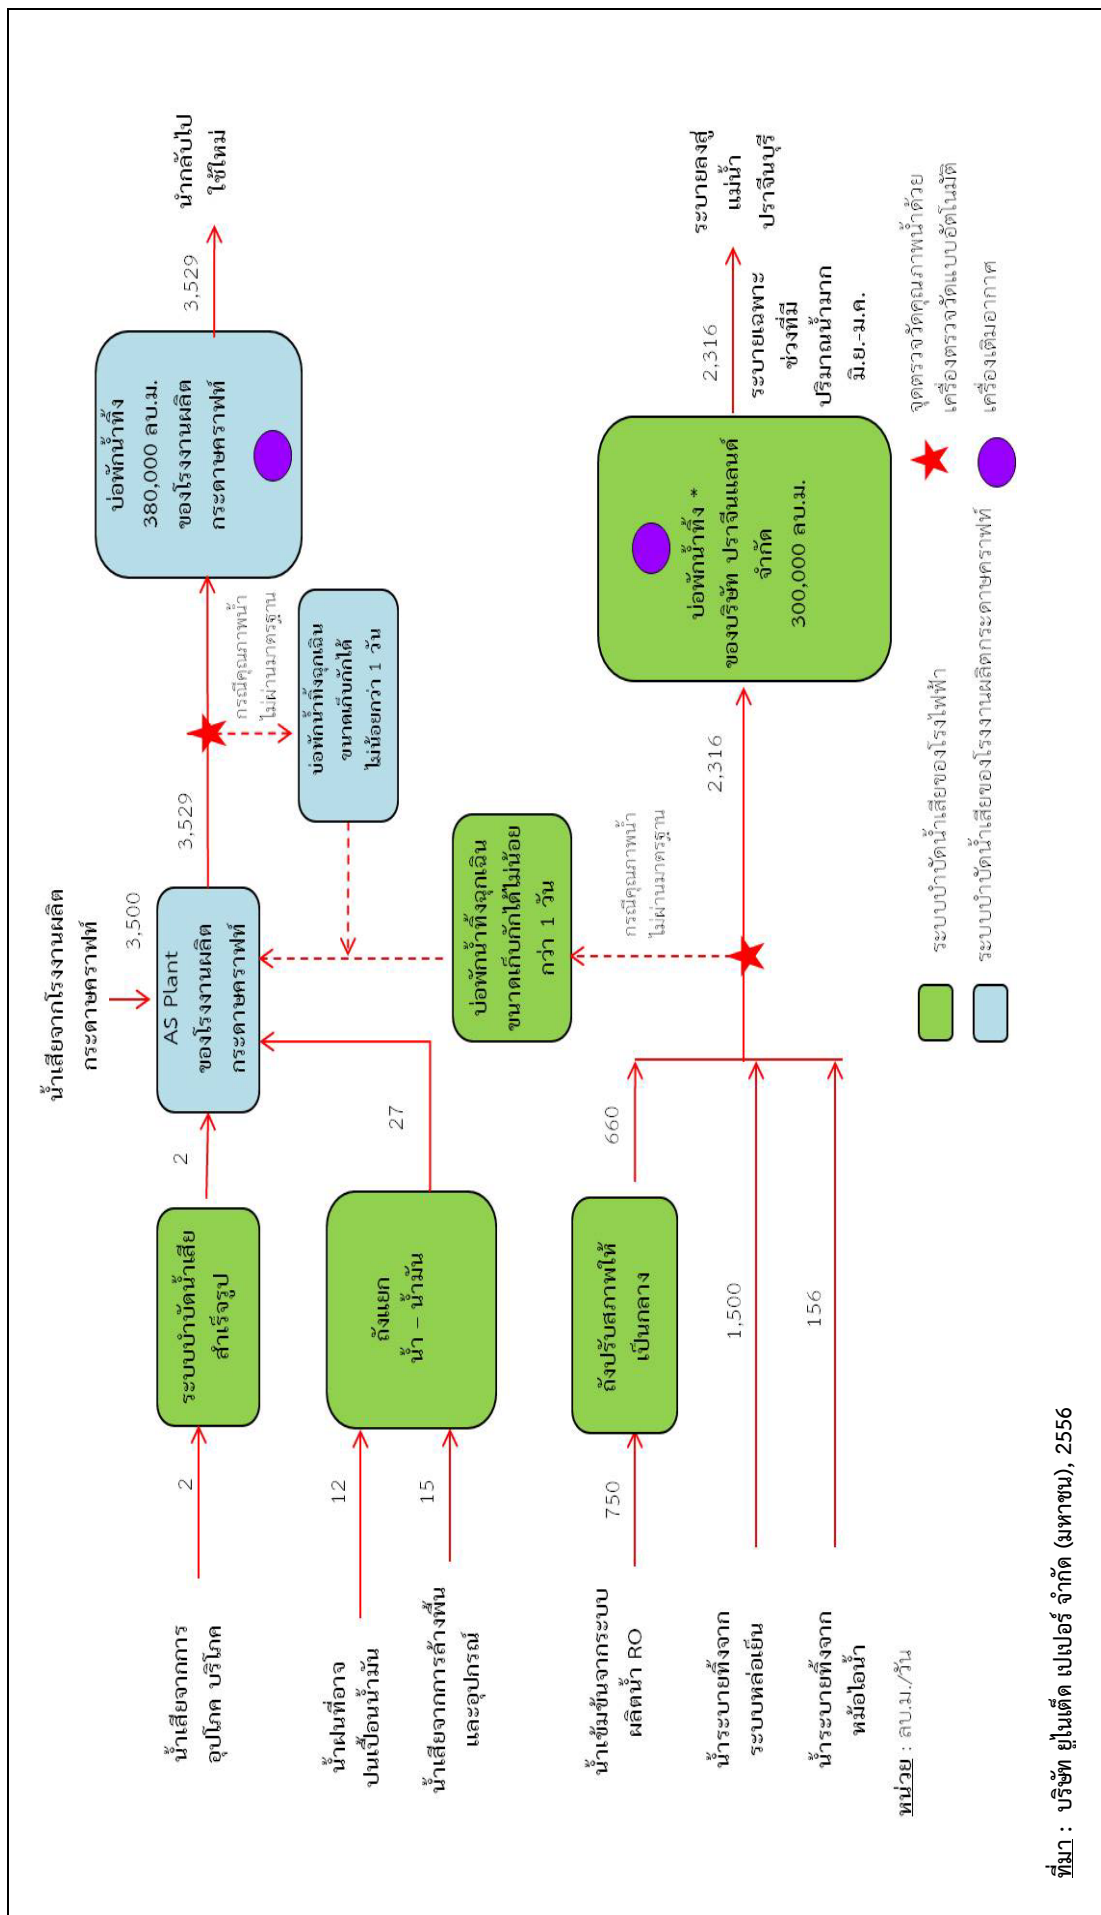 น้ำเสียจากโรงงานผลิต
กระดาษคราฟท์
3,500
น้ำเสียจากการ
อุปโภค บริโภค
2
ระบบบำบัดน้ำเสีย
สำเร็จรูป
2
AS Plant
ของโรงงานผลิต
กระดาษคราฟท์
3,529
กรณีคุณภาพน้ำ
ไม่ผ่านมาตรฐาน
บ่อพักน้ำทิ้ง
380,000 ลบ.ม.
ของโรงงานผลิต
กระดาษคราฟท์
3,529
นำกลับไป
ใช้ใหม่
บ่อพักน้ำทิ้งฉุกเฉิน
ขนาดเก็บกักได้
ไม่น้อยกว่า 1 วัน
น้ำฝนที่อาจ
ปนเปื้อนน้ำมัน
12
น้ำเสียจากการล้างพื้น
และอุปกรณ์
15
ถังแยก
น้ำ – น้ำมัน
27
บ่อพักน้ำทิ้งฉุกเฉิน
ขนาดเก็บกักได้ไม่น้อย
กว่า 1 วัน
กรณีคุณภาพน้ำ
ไม่ผ่านมาตรฐาน
น้ำเข้มข้นจากระบบ
ผลิตน้ำ RO
750
ถังปรับสภาพให้
เป็นกลาง
660
น้ำระบายทิ้งจาก
ระบบหล่อเย็น
1,500
น้ำระบายทิ้งจาก
หม้อไอน้ำ
156
2,316
บ่อพักน้ำทิ้ง *
ของบริษัท ปราจีนแลนด์
จำกัด
300,000 ลบ.ม.
2,316
ระบายเฉพาะ
ช่วงที่มี
ปริมาณน้ำมาก
มิ.ย.-ม.ค.
ระบายลงสู่
แม่น้ำ
ปราจีนบุรี
หน่วย : ลบ.ม./วัน
ระบบบำบัดน้ำเสียของโรงไฟฟ้า
ระบบบำบัดน้ำเสียของโรงงานผลิตกระดาษคราฟท์
จุดตรวจวัดคุณภาพน้ำด้วย
เครื่องตรวจวัดแบบอัตโนมัติ
เครื่องเติมอากาศ
ที่มา : บริษัท ยูไนเต็ด เปเปอร์ จำกัด (มหาชน), 2556